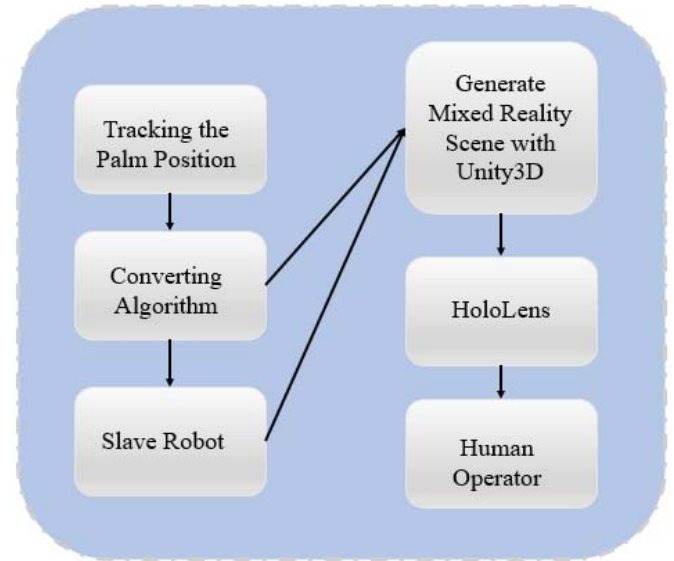 Tracking the
Palm Position
Converting
Algorithm
Slave Robot
Generate
Mixed Reality
Scene with
Unity3D
HoloLens
Human
Operator